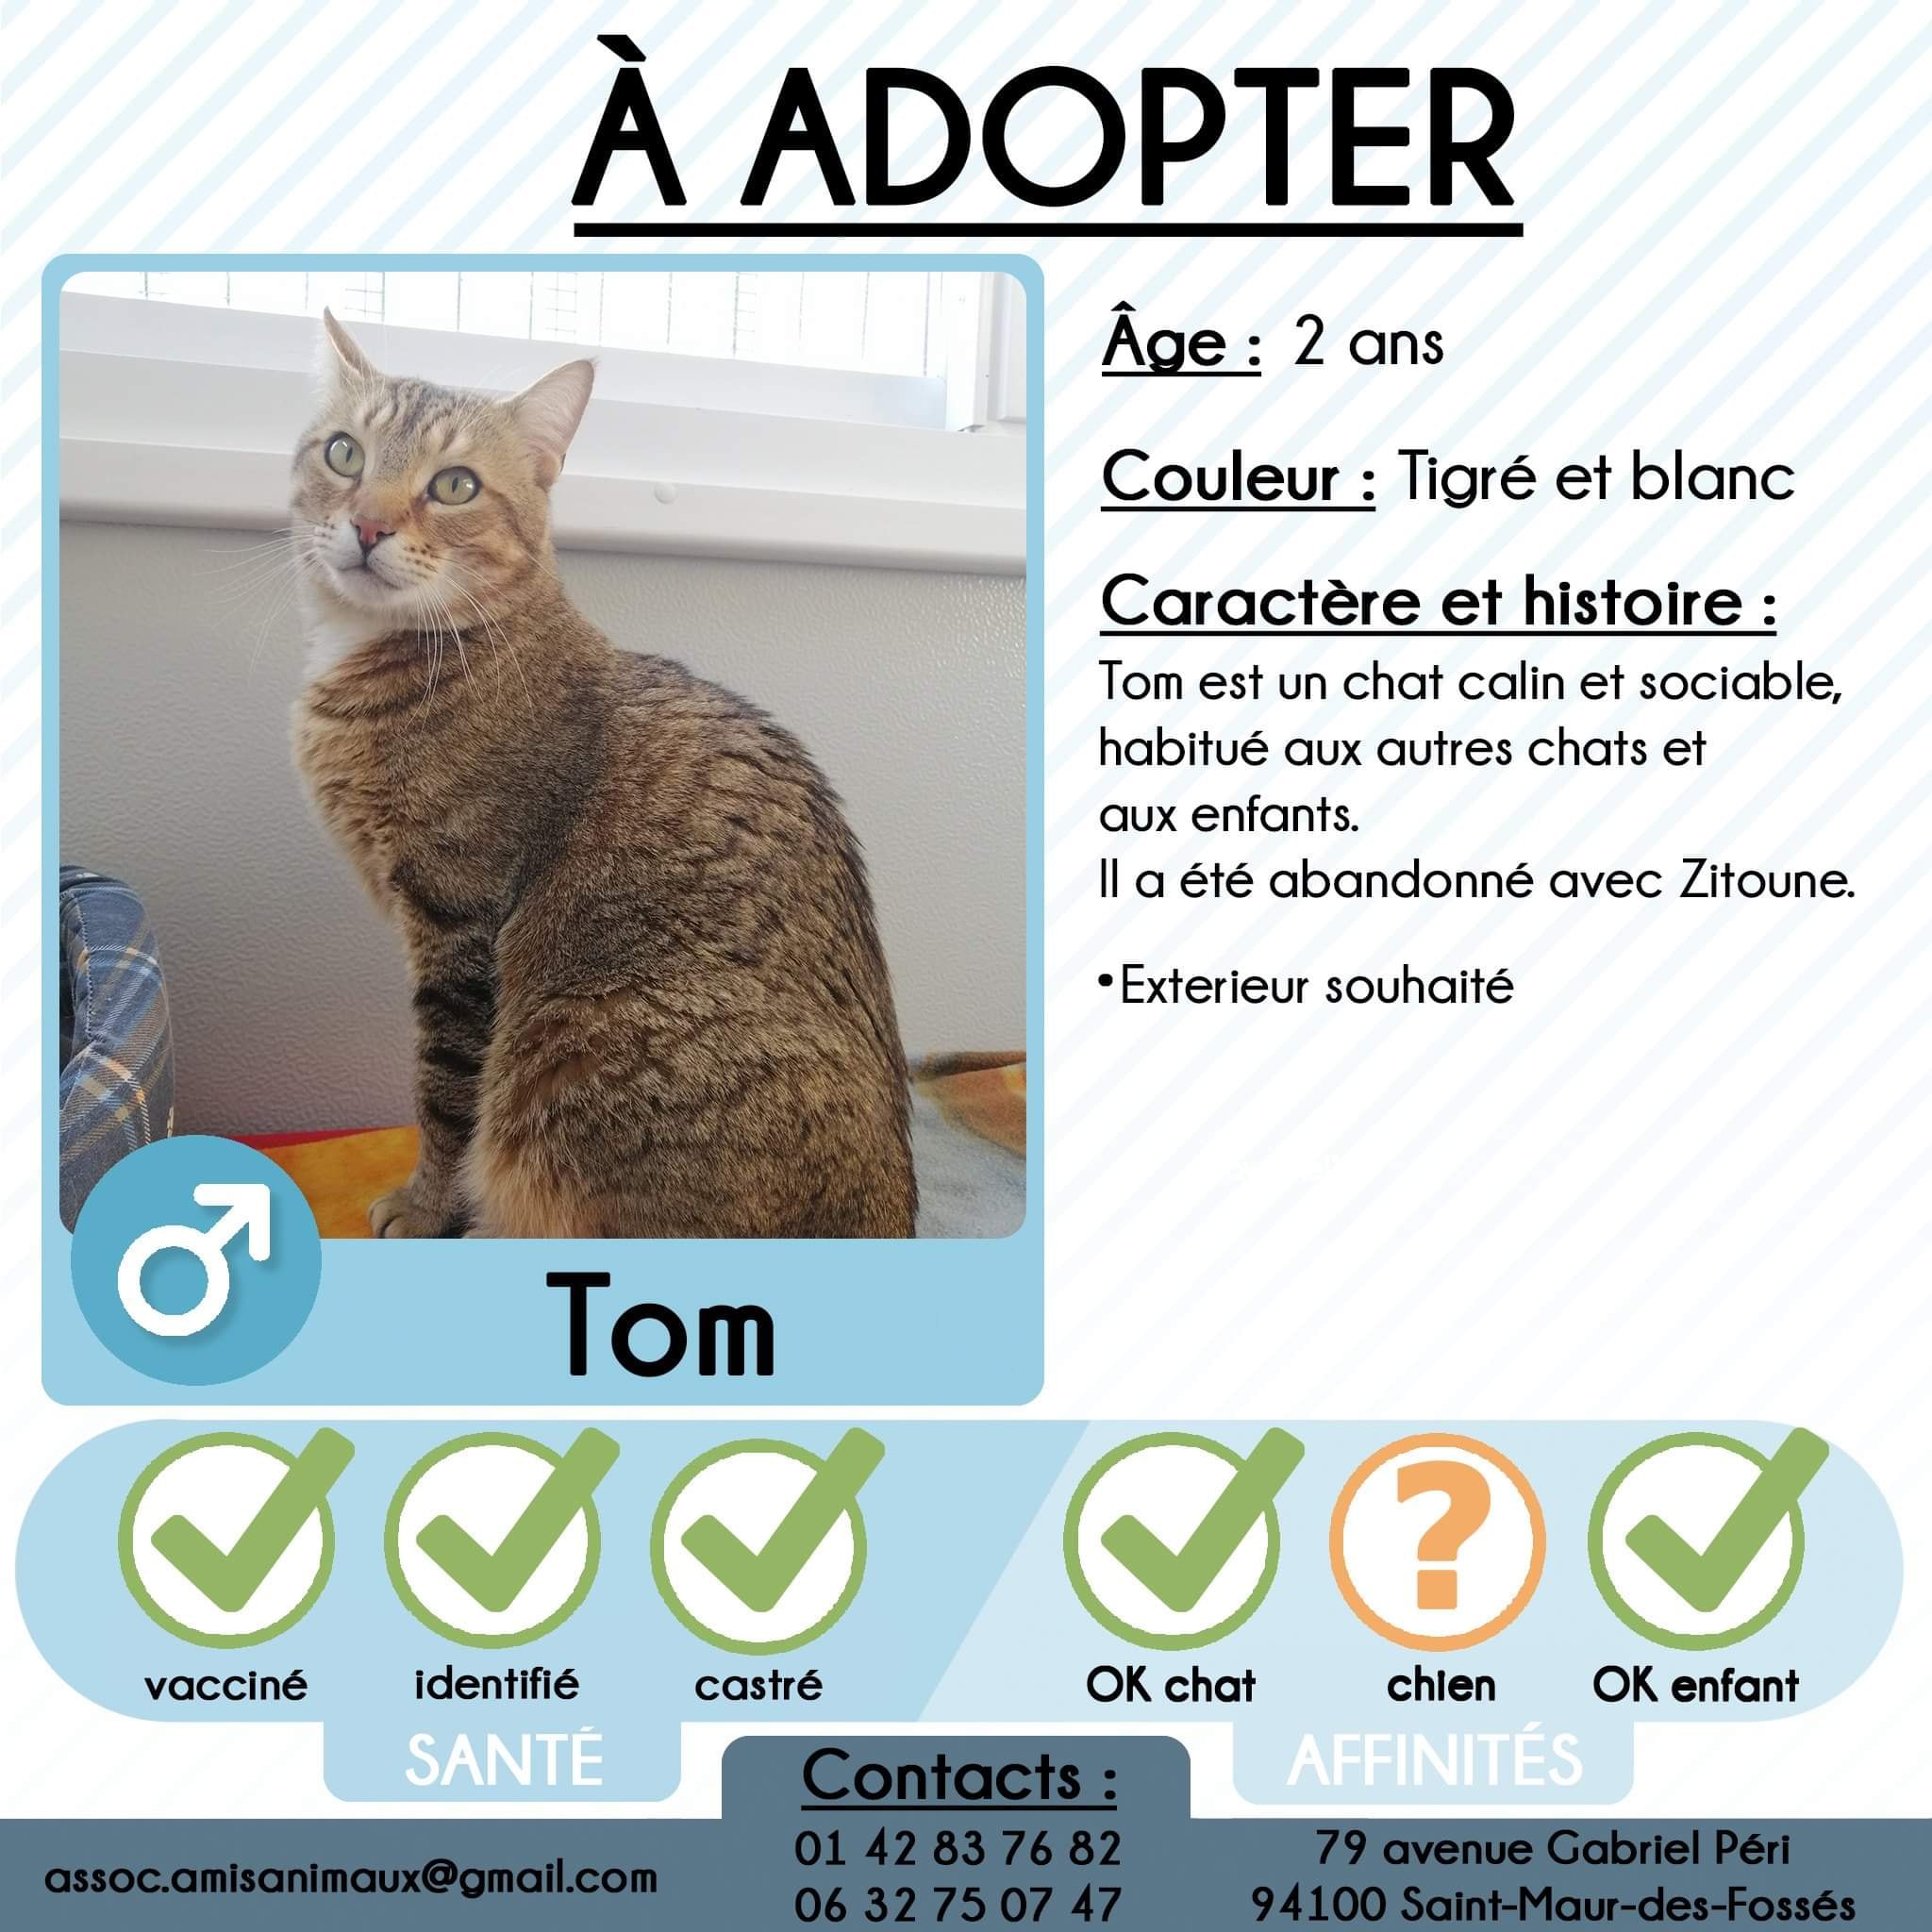 À ADOPTER
Âge : 2 ans
Couleur : Tigré et blanc
Caractère et histoire :
Tom est un chat calin et sociable,
habitué aux autres chats et
aux enfants.
Il a été abandonné avec Zitoune.
•Exterieur souhaité
Tom
vacciné identifié castré
SANTÉ
OK chat chien OK enfant
AFFINITÉS
assoc.amisanimaux@gmail.com
Contacts :
01 42 83 76 82
06 32 75 07 47
79 avenue Gabriel Péri
94100 Saint-Maur-des-Fossés